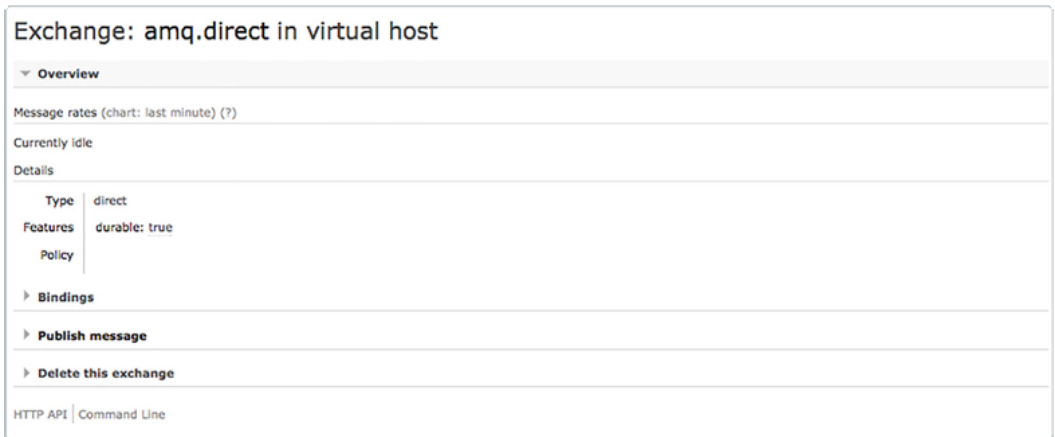 Exchange: amq.direct in virtual host
Overview
Message rates (chart: last minute) (?)
Currently idle
Details
Type direct
Features durable: true
Policy
Bindings
Publish message
Delete this exchange
HTTP API Command Line